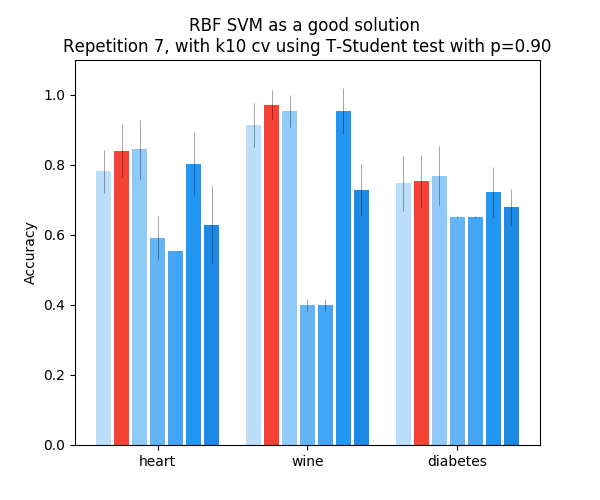 RBF SVM as a good solution
Repetition 7, with k10 cv using T-Student test with p=0.90
1.0
0.8
0.6
0.4
0.2
0.0
Accuracy
heart wine diabetes